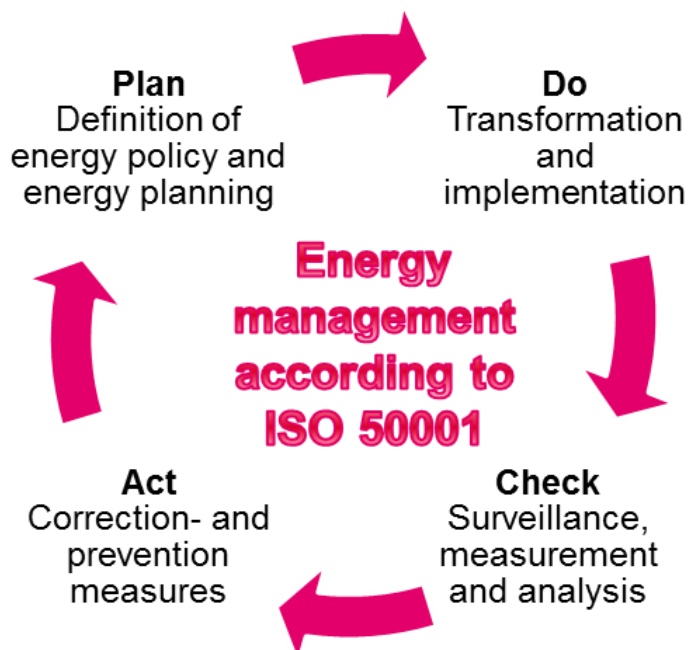 Plan
Definition of
energy policy and
energy planning
Do
Transformation
and
implementation
Energy
management
according to
ISO 50001
Act
Correction- and
prevention
measures
Check
Surveillance,
measurement
and analysis